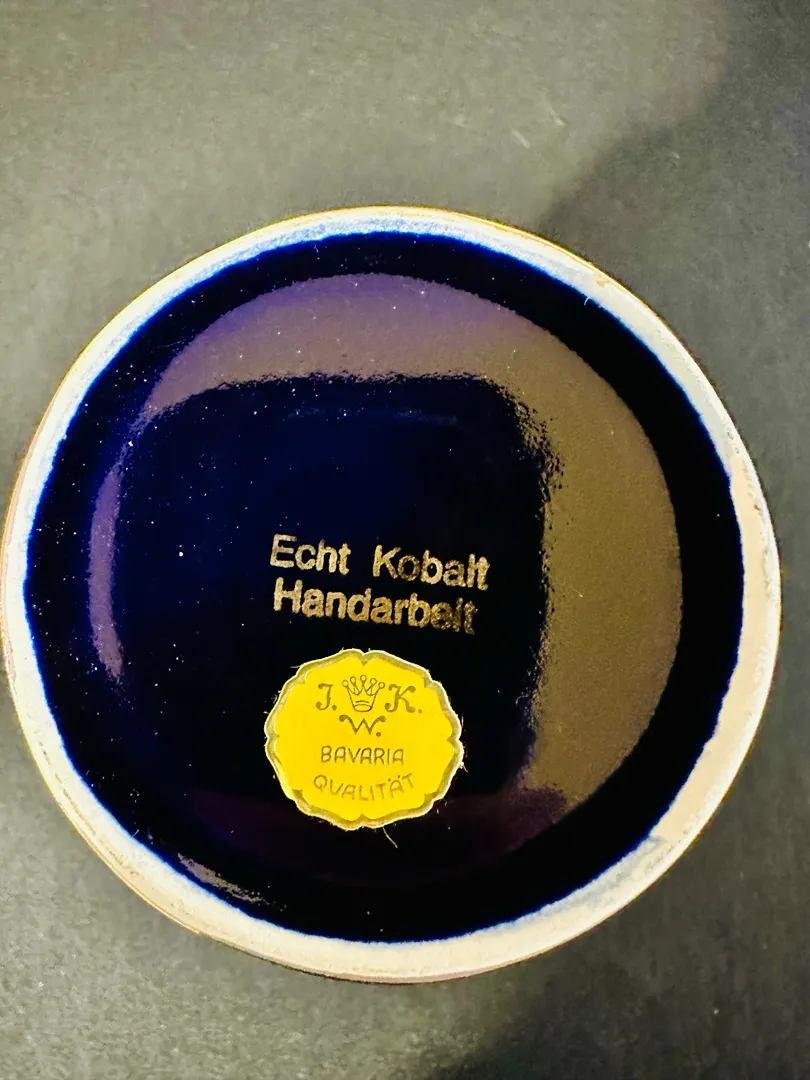 Echt Kobalt
Handarbeit
J. K.
W.
BAVARIA
QUALITÄT